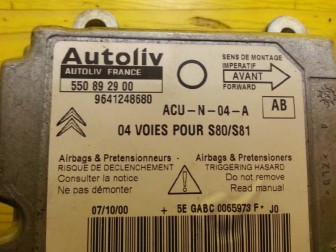 Autoliv
AUTOLIV FRANCE
550 89 29 00
9641248680
SENS DE MONTAGE
IMPERATIF
AVANT
FORWARD
ACU-N-04-A
AB
04 VOIES POUR S80/S81
Airbags & Pretensionneurs
RISQUE DE DECLENCHEMENT
Consulter la notice
Ne pas démonter
Airbags & Pretensioners
TRIGGERING HASARD
Do not remove
Read manual
07/10/00 + 5E GABC 0065973 F* J0